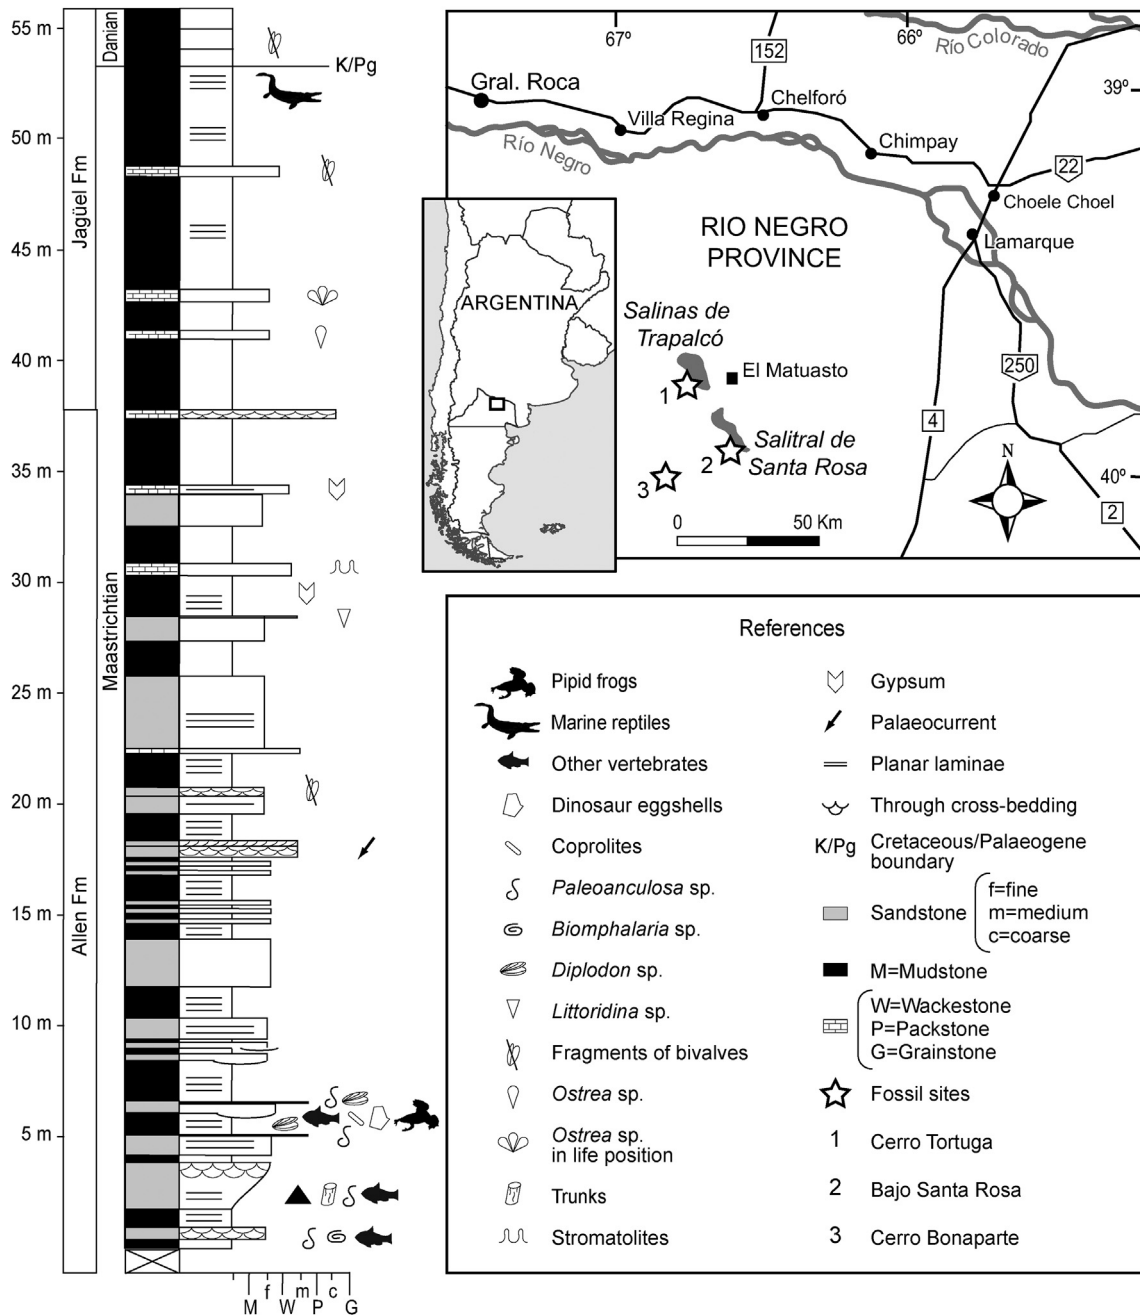 55 m
50 m
45 m
40 m
35 m
30 m
25 m
20 m
15 m
10 m
5 m
Jagüel Fm
Allen Fm
Danian
Maastrichtian
K/Pg
M
f
W
m
P
c
G
67º
66º
39º
40º
Río Colorado
152
Gral. Roca
Villa Regina
Chelforó
Río Negro
Chimpay
22
Choele Choel
Lamarque
RIO NEGRO
PROVINCE
ARGENTINA
Salinas de
Trapalcó
El Matuasto
1
250
4
Salitral de
Santa Rosa
2
3
N
2
0
50 Km
References
Pipid frogs
Marine reptiles
Other vertebrates
Dinosaur eggshells
Coprolites
Paleoanculosa sp.
Biomphalaria sp.
Diplodon sp.
Littoridina sp.
Fragments of bivalves
Ostrea sp.
Ostrea sp.
in life position
Trunks
Stromatolites
Gypsum
Palaeocurrent
Planar laminae
Through cross-bedding
K/Pg Cretaceous/Palaeogene
boundary
Sandstone
f=fine
m=medium
c=coarse
M=Mudstone
W=Wackestone
P=Packstone
G=Grainstone
Fossil sites
1 Cerro Tortuga
2 Bajo Santa Rosa
3 Cerro Bonaparte